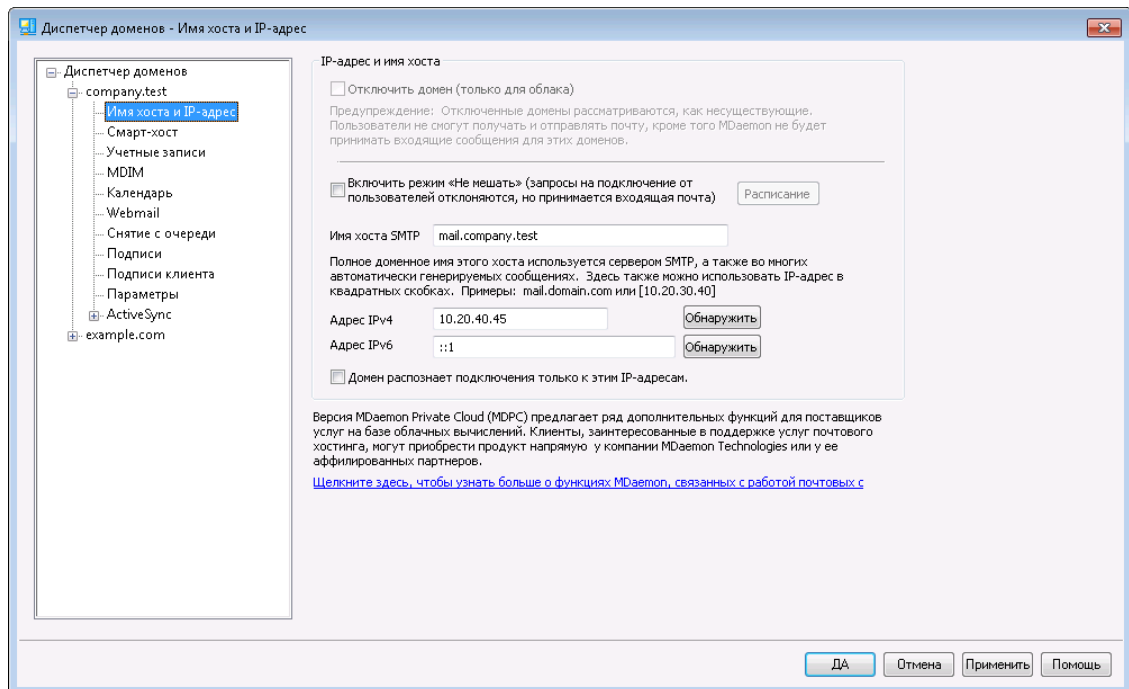 Диспетчер доменов - Имя хоста и IP-адрес
Диспетчер доменов
company.test
Имя хоста и IP-адрес
Смарт-хост
Учетные записи
MDIM
Календарь
Webmail
Снятие с очереди
Подписи
Подписи клиента
Параметры
ActiveSync
example.com
IP-адрес и имя хоста
Отключить домен (только для облака)
Предупреждение: Отключенные домены рассматриваются, как несуществующие.
Пользователи не смогут получать и отправлять почту, кроме того MDaemon не будет
принимать входящие сообщения для этих доменов.
Включить режим «Не мешать» (запросы на подключение от
пользователей отклоняются, но принимается входящая почта)
Расписание
Имя хоста SMTP mail.company.test
Полное доменное имя этого хоста используется сервером SMTP, а также во многих
автоматически генерируемых сообщениях. Здесь также можно использовать IP-адрес в
квадратных скобках. Примеры: mail.domain.com или [10.20.30.40]
Адрес IPv4 10.20.40.45 Обнаружить
Адрес IPv6 ::1 Обнаружить
Домен распознает подключения только к этим IP-адресам.
Версия MDaemon Private Cloud (MDPC) предлагает ряд дополнительных функций для поставщиков
услуг на базе облачных вычислений. Клиенты, заинтересованные в поддержке услуг почтового
хостинга, могут приобрести продукт напрямую у компании MDaemon Technologies или у ее
аффилированных партнеров.
Щелкните здесь, чтобы узнать больше о функциях MDaemon, связанных с работой почтовых с
ДА Отмена Применить Помощь